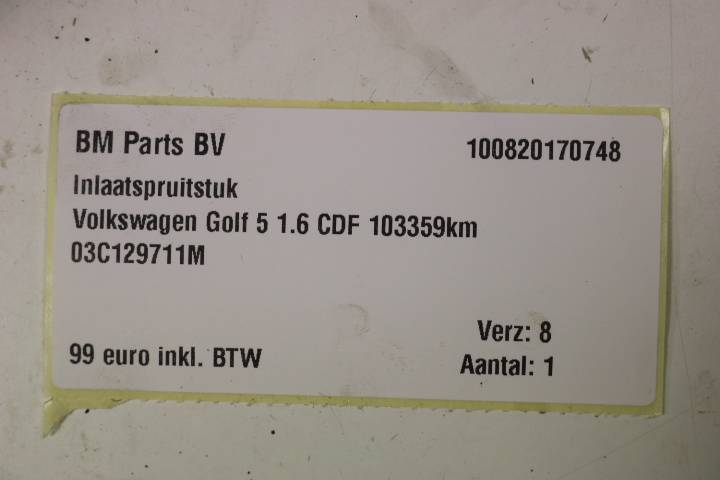 BM Parts BV 100820170748
Inlaatspruitstuk
Volkswagen Golf 5 1.6 CDF 103359km
03C129711M
Verz: 8
99 euro inkl. BTW Aantal: 1